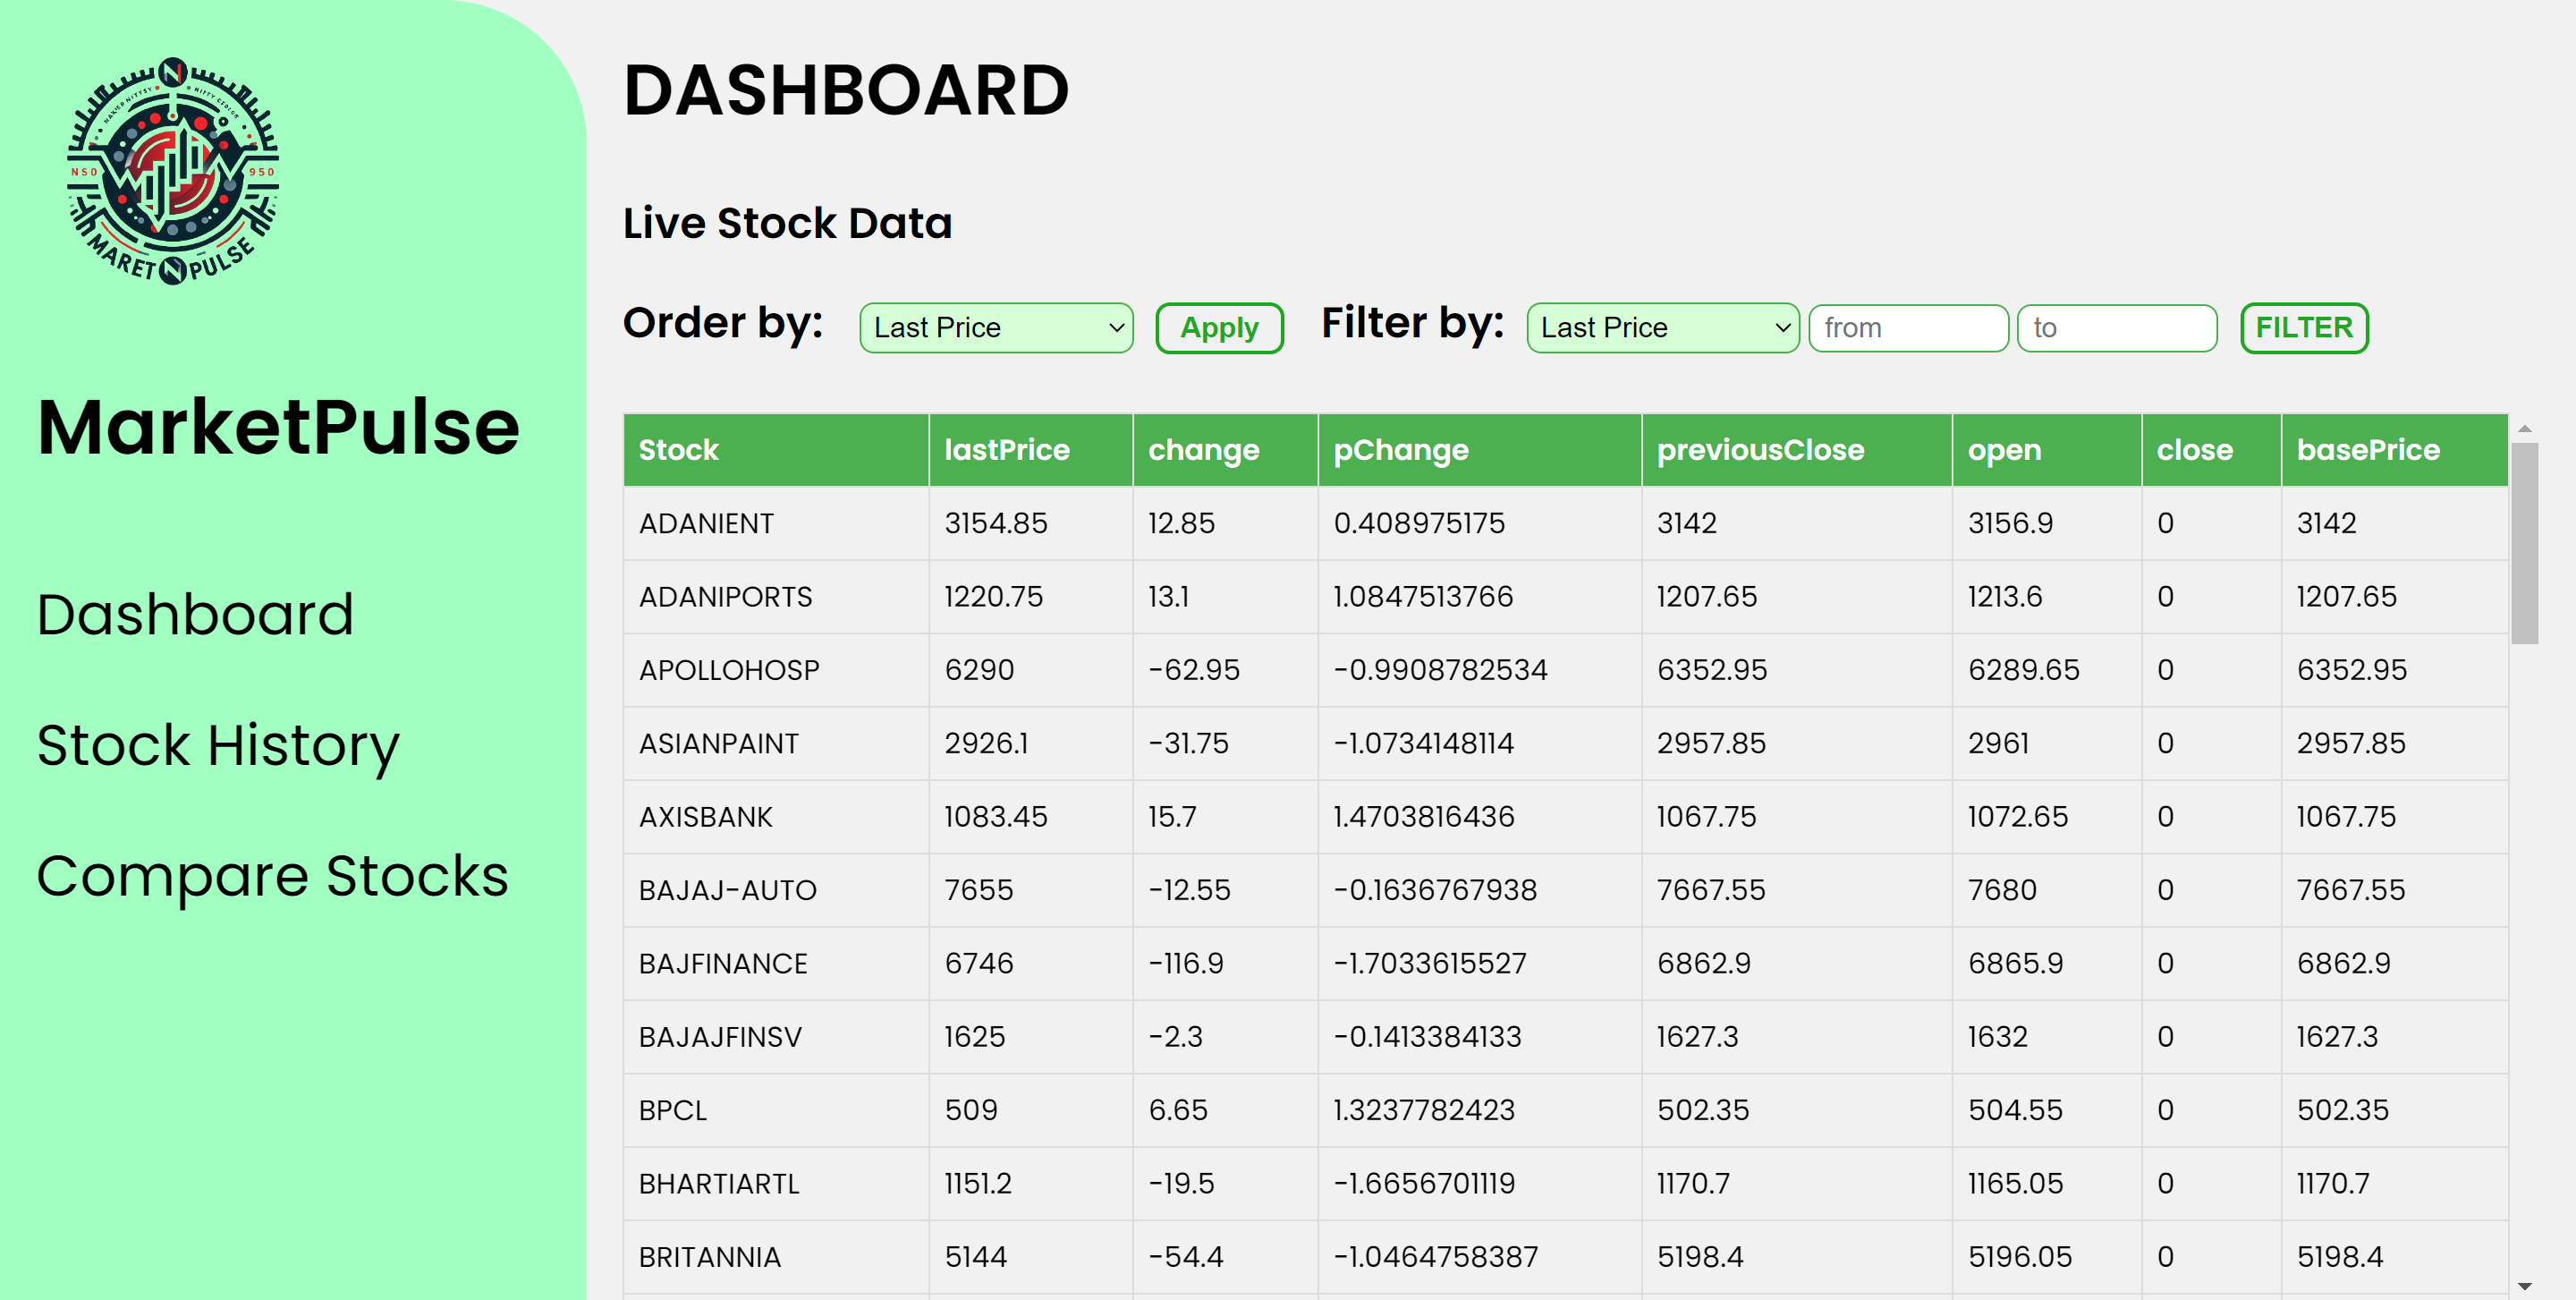 NSO
950
MARET N PULSE
MarketPulse
Dashboard
Stock History
Compare Stocks
DASHBOARD
Live Stock Data
Order by: Last Price Apply Filter by: Last Price from to FILTER
Stock lastPrice change pChange previousClose open close basePrice
ADANIENT 3154.85 12.85 0.408975175 3142 3156.9 0 3142
ADANIPORTS 1220.75 13.1 1.0847513766 1207.65 1213.6 0 1207.65
APOLLOHOSP 6290 -62.95 -0.9908782534 6352.95 6289.65 0 6352.95
ASIANPAINT 2926.1 -31.75 -1.0734148114 2957.85 2961 0 2957.85
AXISBANK 1083.45 15.7 1.4703816436 1067.75 1072.65 0 1067.75
BAJAJ-AUTO 7655 -12.55 -0.1636767938 7667.55 7680 0 7667.55
BAJFINANCE 6746 -116.9 -1.7033615527 6862.9 6865.9 0 6862.9
BAJAJFINSV 1625 -2.3 -0.1413384133 1627.3 1632 0 1627.3
BPCL 509 6.65 1.3237782423 502.35 504.55 0 502.35
BHARTIARTL 1151.2 -19.5 -1.6656701119 1170.7 1165.05 0 1170.7
BRITANNIA 5144 -54.4 -1.0464758387 5198.4 5196.05 0 5198.4